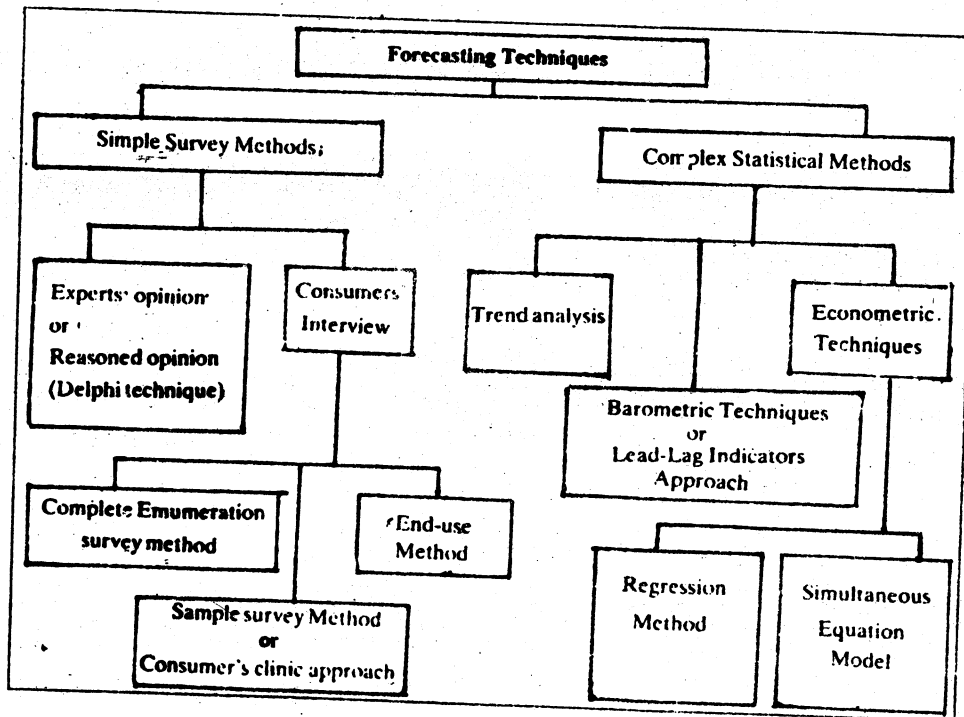 Forecasting Techniques
Simple Survey Methods;
Complex Statistical Methods
Experts' opinion
or
Reasoned opinion
(Delphi technique)
Consumers
Interview
Trend analysis
Econometric
Techniques
Barometric Techniques
or
Lead-Lag Indicators
Approach
Complete Emumeration
survey method
End-use
Method
Sample survey Method
or
Consumer's clinic approach
Regression
Method
Simultaneous
Equation
Model